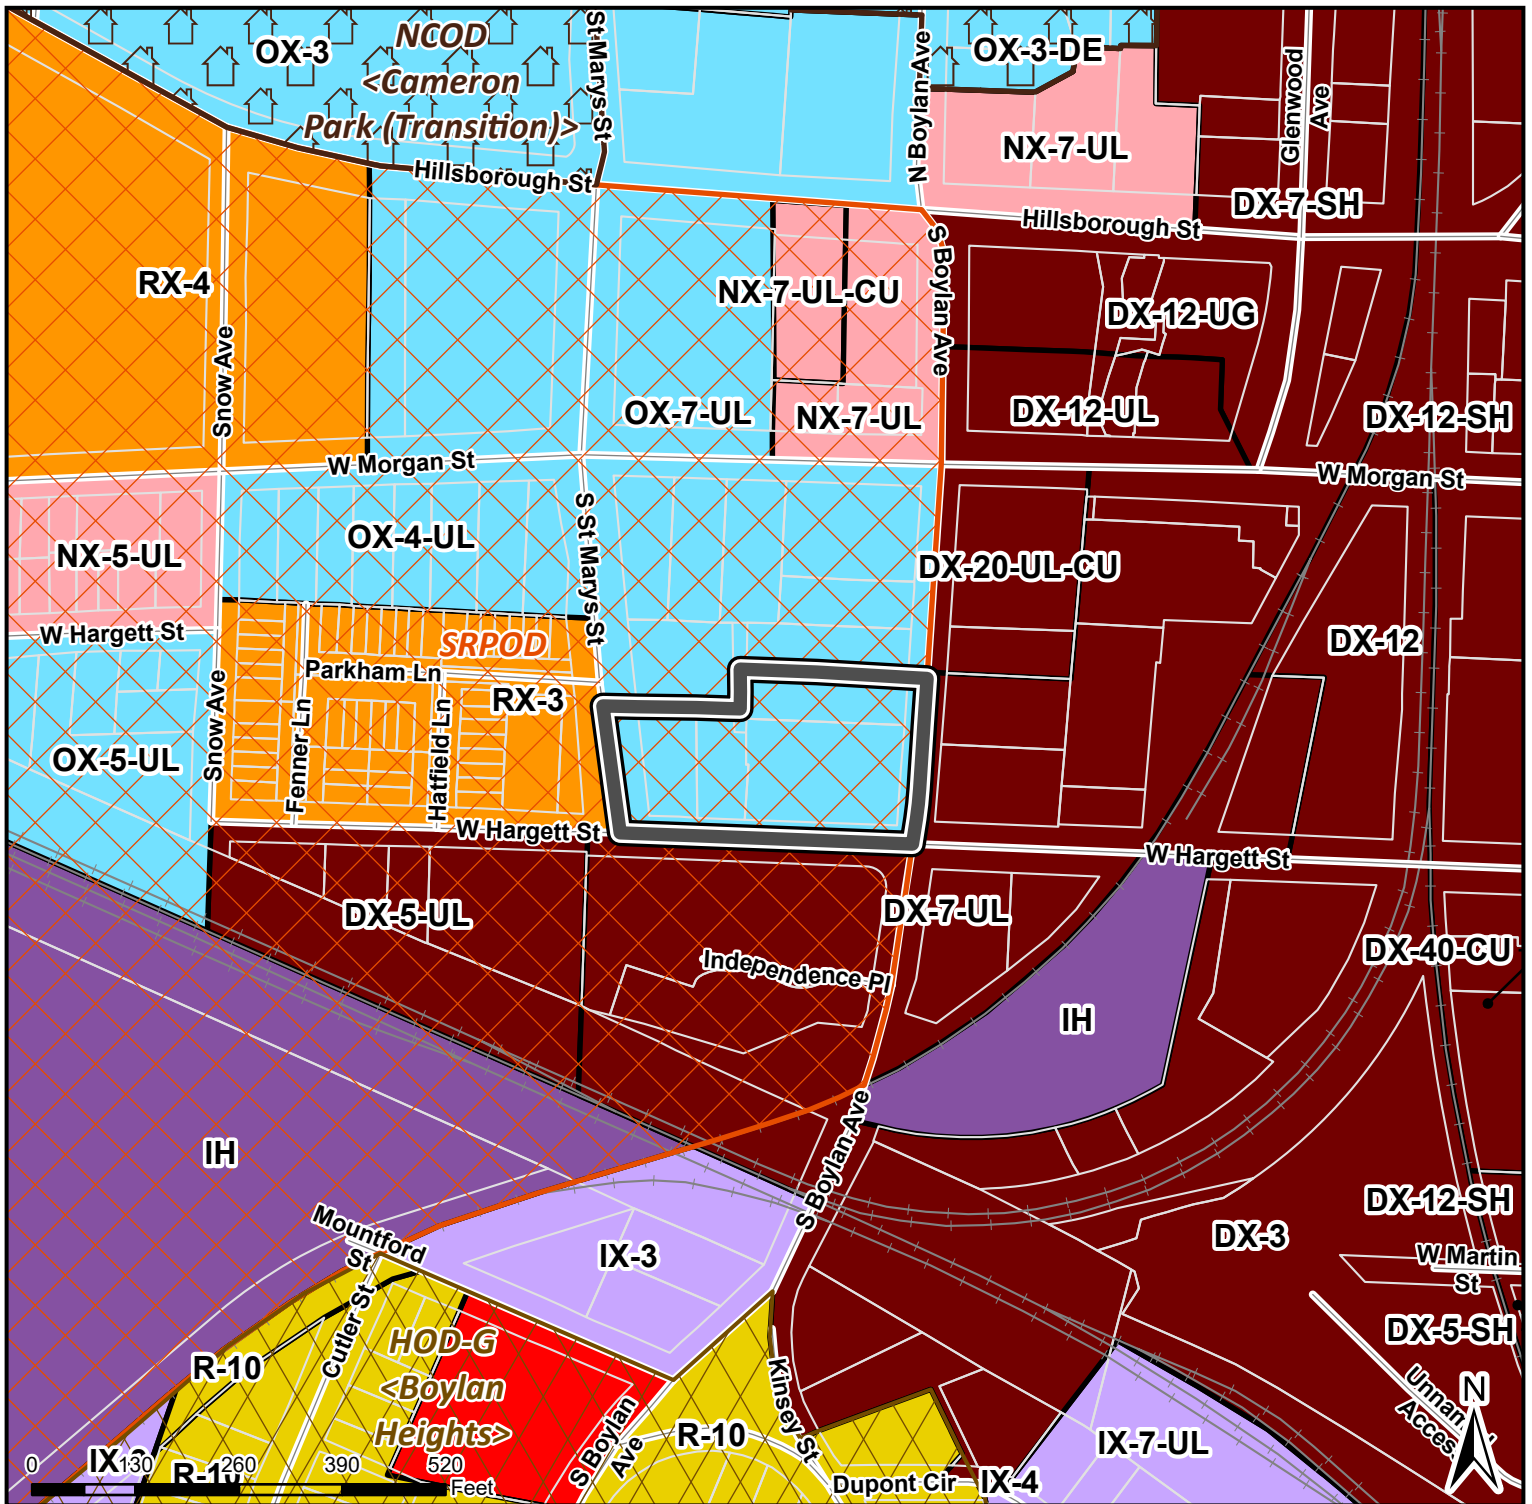 OX-3
NCOD
<Cameron
Park (Transition)>
St Marys St
N Boylan Ave
OX-3-DE
NX-7-UL
Glenwood
Ave
Hillsborough St
DX-7-SH
Hillsborough St
RX-4
Snow Ave
NX-7-UL-CU
S Boylan Ave
DX-12-UG
OX-7-UL
NX-7-UL
DX-12-UL
DX-12-SH
W Morgan St
W Morgan St
NX-5-UL
OX-4-UL
S St Marys St
DX-20-UL-CU
W Hargett St
SRPOD
DX-12
Parkham Ln
RX-3
Snow Ave
OX-5-UL
Fenner Ln
Hatfield Ln
W Hargett St
W Hargett St
DX-5-UL
DX-7-UL
DX-40-CU
Independence Pl
IH
IH
S Boylan Ave
DX-12-SH
Mountford
St
IX-3
DX-3
W Martin
St
Cutler St
HOD-G
<Boylan
Heights>
R-10
DX-5-SH
Kinsey St
S Boylan
Ave
R-10
IX-7-UL
N
IX-3
R-10
Dupont Cir
IX-4
0 130 260 390 520
Feet